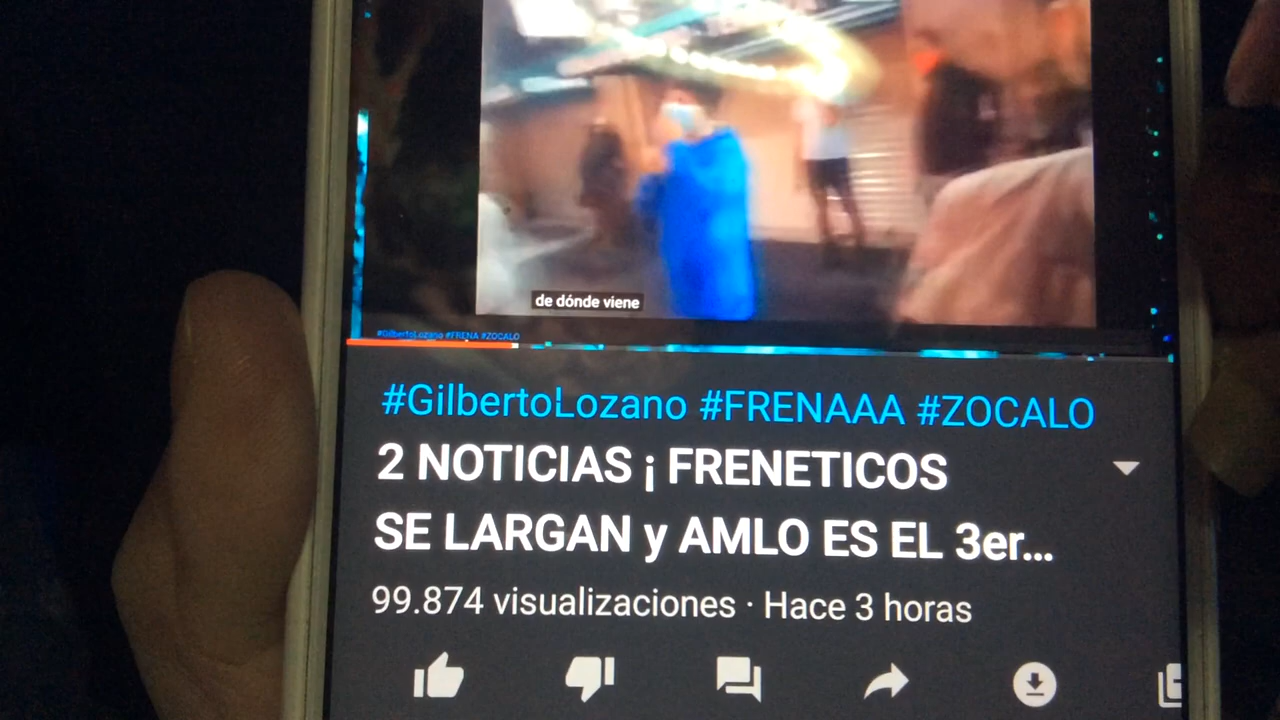 de dónde viene
#GilbertoLozano #FRENA #ZOCALO
#GilbertoLozano #FRENAAA #ZOCALO
2 NOTICIAS ¡ FRENETICOS
SE LARGAN y AMLO ES EL 3er...
99.874 visualizaciones · Hace 3 horas